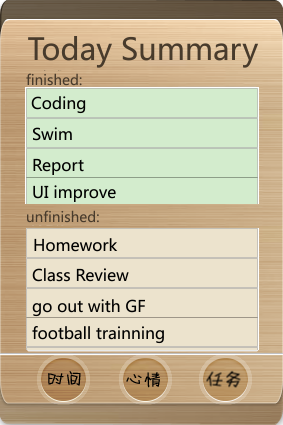 Today Summary
finished:
Coding
Swim
Report
UI improve
unfinished:
Homework
Class Review
go out with GF
football trainning
时间 心情 任务